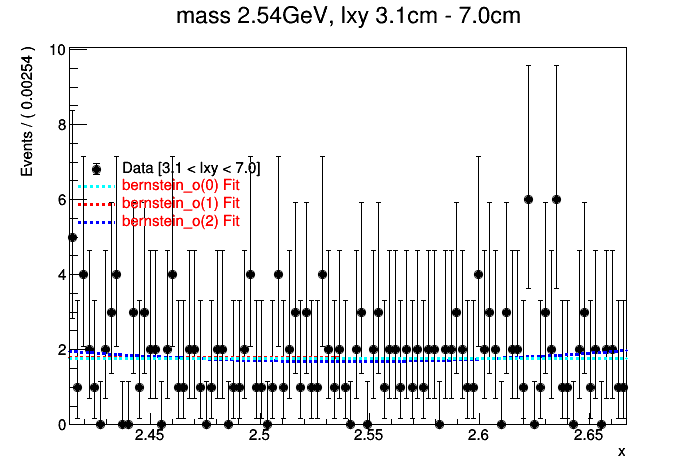 mass 2.54GeV, lxy 3.1cm - 7.0cm
Events / ( 0.00254 )
10
8
Data [3.1 < lxy < 7.0]
bernstein_o(0) Fit
6
bernstein_o(1) Fit
bernstein_o(2) Fit
4
2
0
2.45 2.5 2.55 2.6 2.65
x